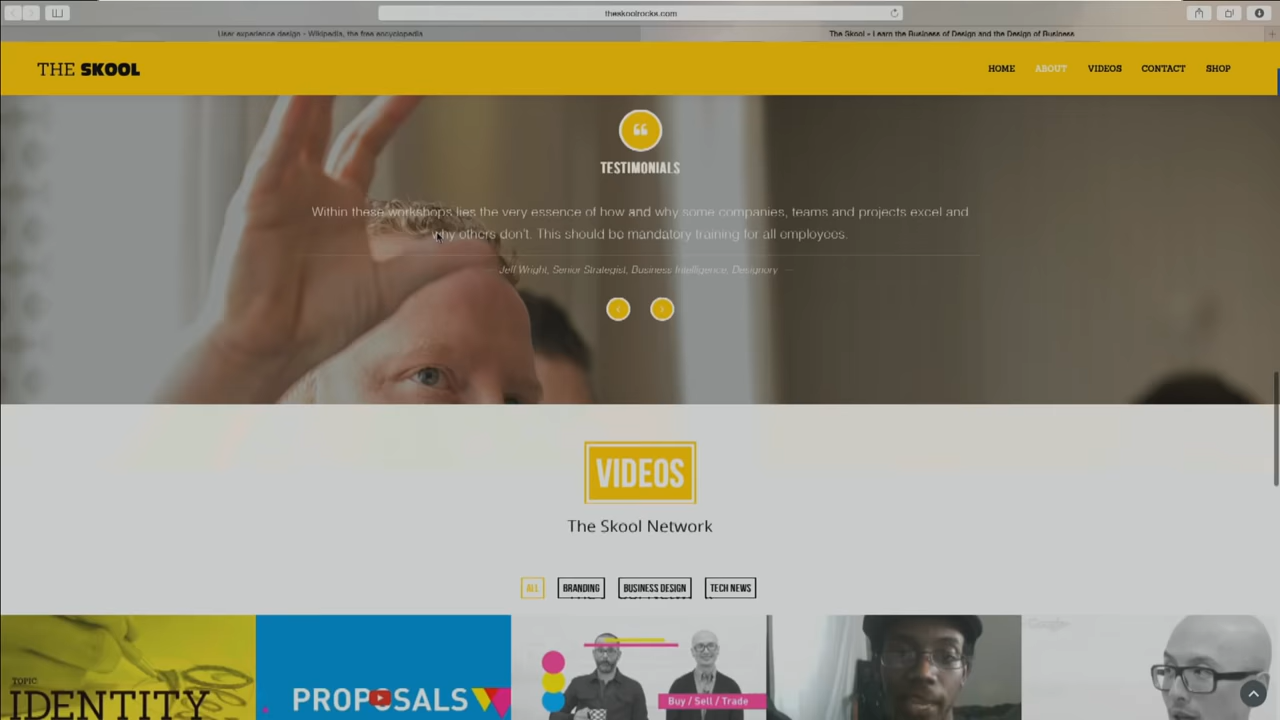 theskoolrocks.com
User experience design - Wikipedia, the free encyclopedia
The Skool - Learn the Business of Design and the Design of Business
THE SKOOL
HOME ABOUT VIDEOS CONTACT SHOP
TESTIMONIALS
Within these workshops lies the very essence of how and why some companies, teams and projects excel and
why others don't. This should be mandatory training for all employees.
Jeff Wright, Senior Strategist, Business Intelligence, Designory
VIDEOS
The Skool Network
ALL BRANDING BUSINESS DESIGN TECH NEWS
TOPIC
IDENTITY
PROPOSALS
Buy / Sell / Trade
Google